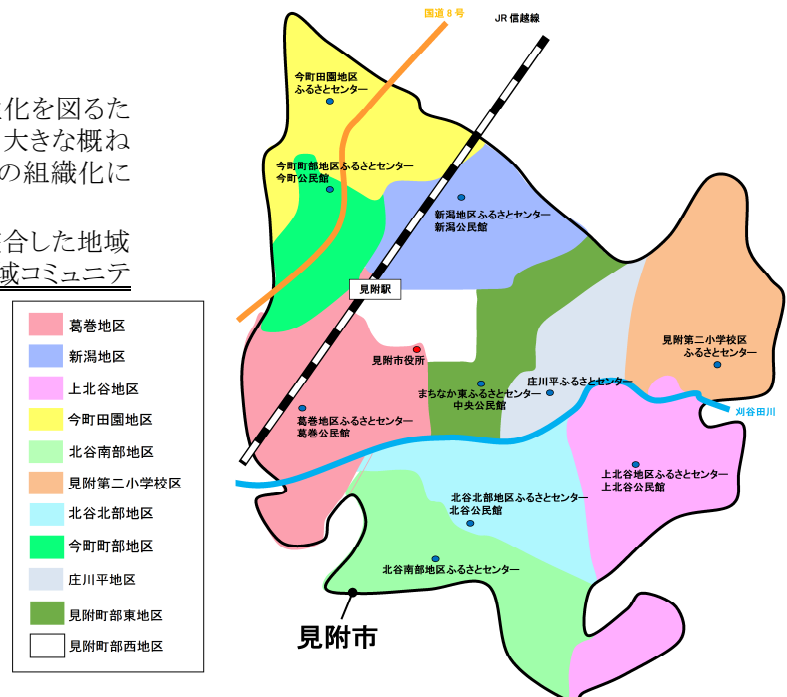 化を図るた
大きな概ね
の組織化に
合した地域
域コミュニテ
国道8号
JR信越線
今町田園地区
ふるさとセンター
今町町部地区ふるさとセンター
今町公民館
新潟地区ふるさとセンター
新潟公民館
見附駅
見附市役所
見附第二小学校区
ふるさとセンター
庄川平ふるさとセンター
まちなか東ふるさとセンター
中央公民館
刈谷田川
葛巻地区ふるさとセンター
葛巻公民館
上北谷地区ふるさとセンター
上北谷公民館
北谷北部地区ふるさとセンター
北谷公民館
北谷南部地区ふるさとセンター
見附市
葛巻地区
新潟地区
上北谷地区
今町田園地区
北谷南部地区
見附第二小学校区
北谷北部地区
今町町部地区
庄川平地区
見附町部東地区
見附町部西地区